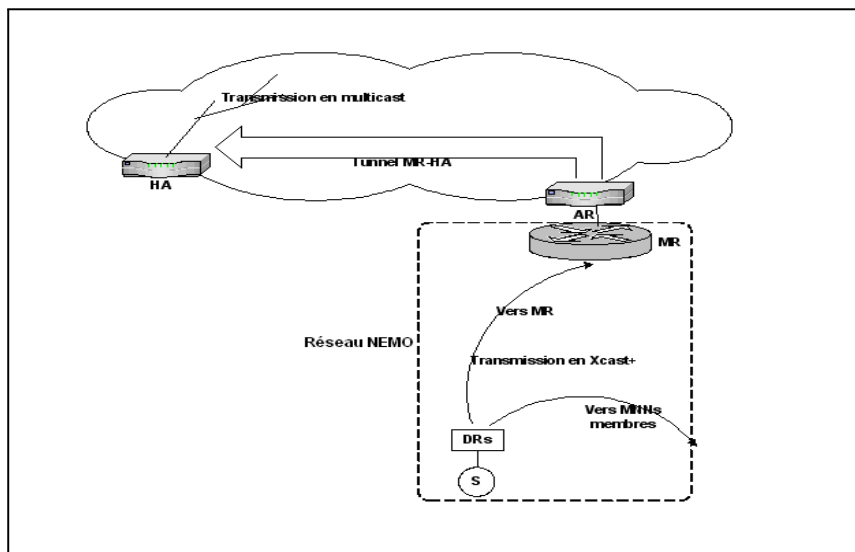 Transmission en multicast
Tunnel MR-HA
HA
AR
MR
Vers MR
Réseau NEMO
Transmission en Xcast+
Vers MNNs
membres
DRs
S